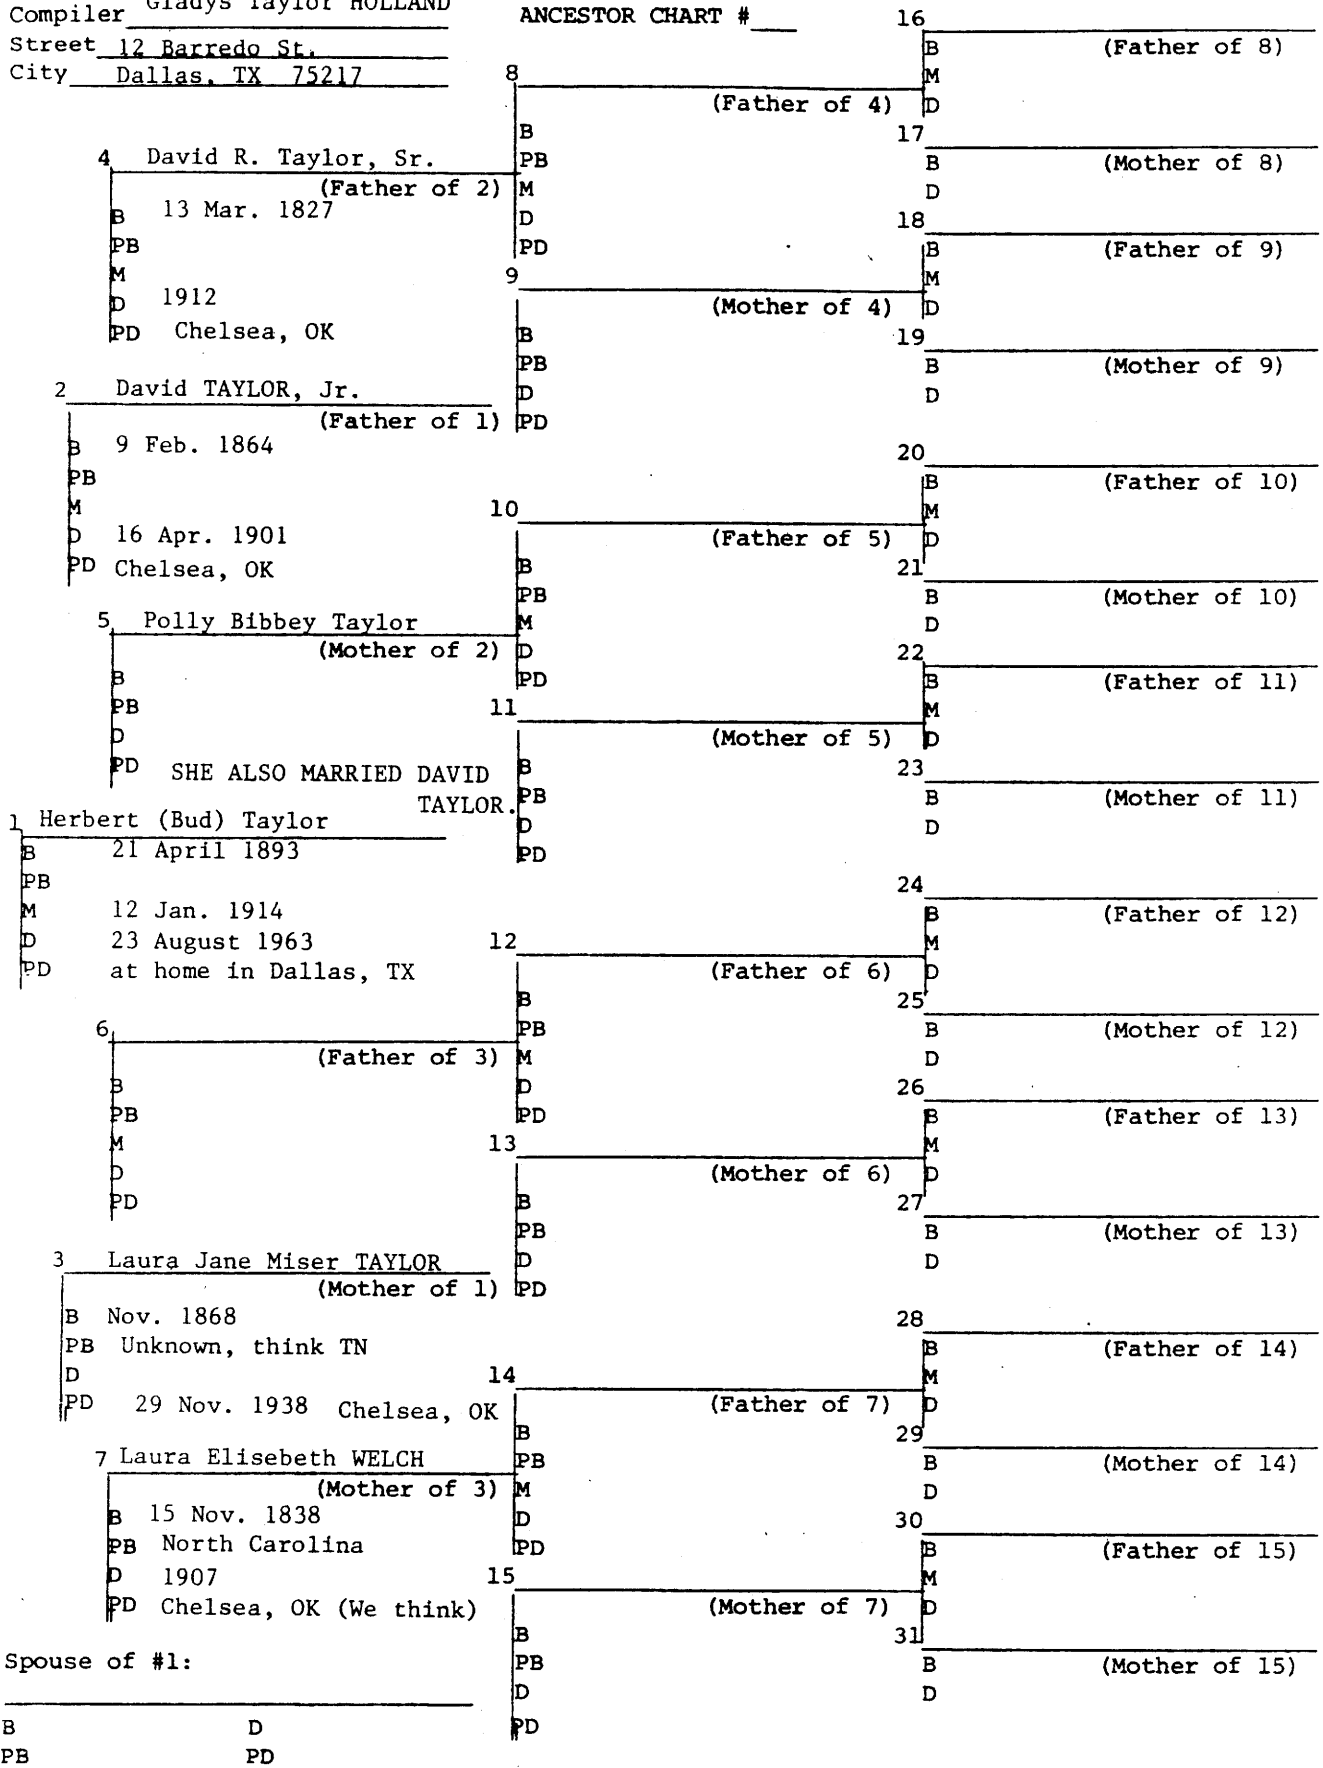 Compiler Gladys Taylor HOLLAND
Street 12 Barredo St.
City Dallas, TX 75217
ANCESTOR CHART #
4 David R. Taylor, Sr.
(Father of 2)
B 13 Mar. 1827
PB
M
D 1912
PD Chelsea, OK
2 David TAYLOR, Jr.
(Father of 1)
B 9 Feb. 1864
PB
M
D 16 Apr. 1901
PD Chelsea, OK
5 Polly Bibbey Taylor
(Mother of 2)
B
PB
D
PD SHE ALSO MARRIED DAVID
TAYLOR.
1 Herbert (Bud) Taylor
B 21 April 1893
PB
M 12 Jan. 1914
D 23 August 1963
PD at home in Dallas, TX
6
(Father of 3)
B
PB
M
D
PD
3 Laura Jane Miser TAYLOR
(Mother of 1)
B Nov. 1868
PB Unknown, think TN
D
PD 29 Nov. 1938 Chelsea, OK
7 Laura Elisebeth WELCH
(Mother of 3)
B 15 Nov. 1838
PB North Carolina
D 1907
PD Chelsea, OK (We think)
Spouse of #1:
B D
PB PD
8
(Father of 4)
B
PB
M
D
PD
9
(Mother of 4)
B
PB
D
PD
10
(Father of 5)
B
PB
M
D
PD
11
(Mother of 5)
B
PB
D
PD
12
(Father of 6)
B
PB
M
D
PD
13
(Mother of 6)
B
PB
D
PD
14
(Father of 7)
B
PB
M
D
PD
15
(Mother of 7)
B
PB
D
PD
16
B (Father of 8)
M
D
17
B (Mother of 8)
D
18
B (Father of 9)
M
D
19
B (Mother of 9)
D
20
B (Father of 10)
M
D
21
B (Mother of 10)
D
22
B (Father of 11)
M
D
23
B (Mother of 11)
D
24
B (Father of 12)
M
D
25
B (Mother of 12)
D
26
B (Father of 13)
M
D
27
B (Mother of 13)
D
28
B (Father of 14)
M
D
29
B (Mother of 14)
D
30
B (Father of 15)
M
D
31
B (Mother of 15)
D